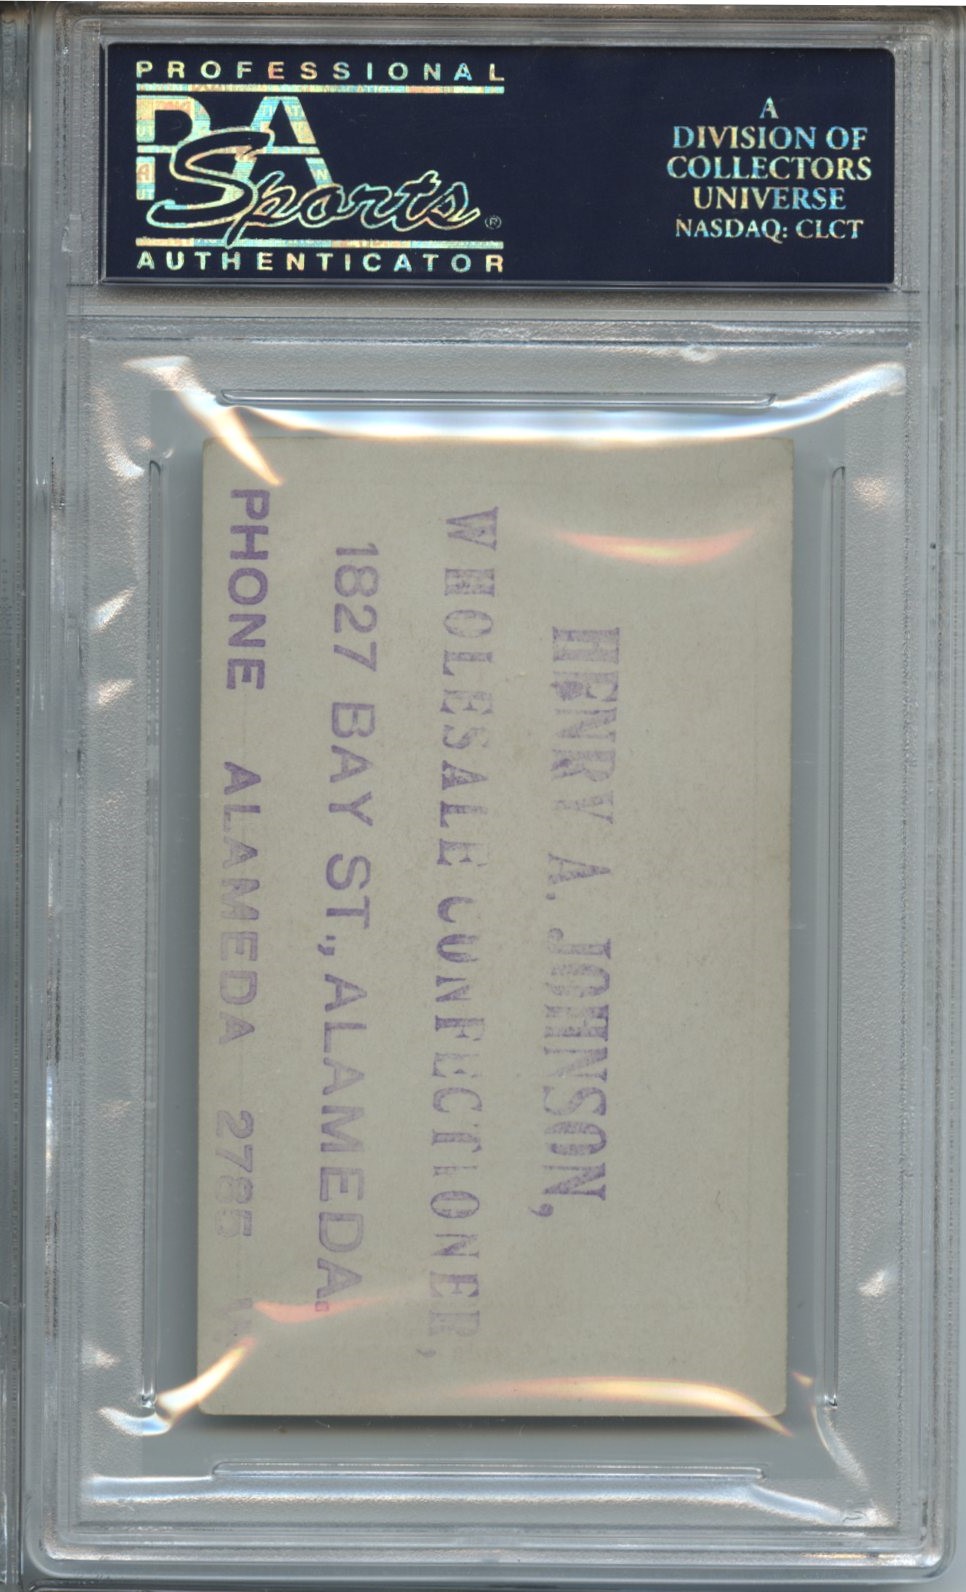 PROFESSIONAL
PSA
Sports®
AUTHENTICATOR
A
DIVISION OF
COLLECTORS
UNIVERSE
NASDAQ: CLCT
HENRY A. JOHNSON,
WHOLESALE CONFECTIONER,
1827 BAY ST., ALAMEDA.
PHONE ALAMEDA 2785 W